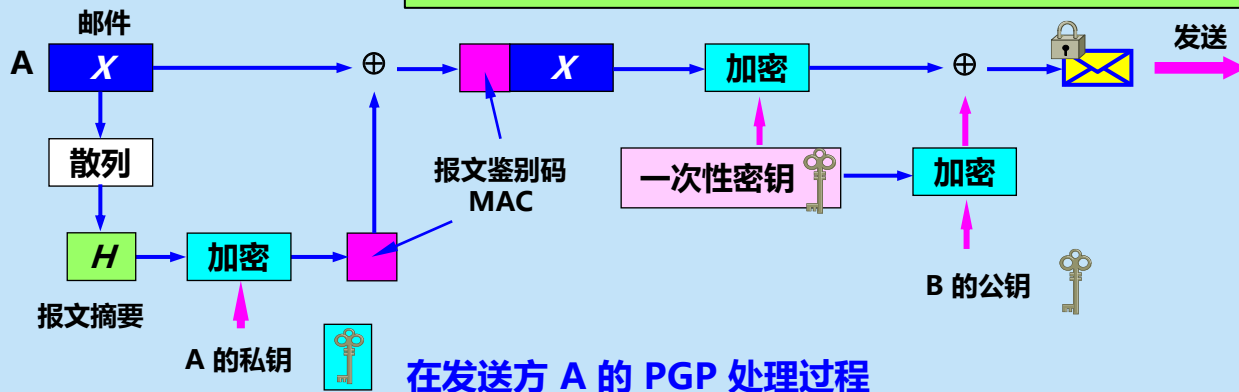 邮件
A
X
⊕
X
加密
⊕
发送
散列
报文鉴别码
MAC
一次性密钥
加密
H
加密
报文摘要
A 的私钥
B 的公钥
在发送方 A 的 PGP 处理过程